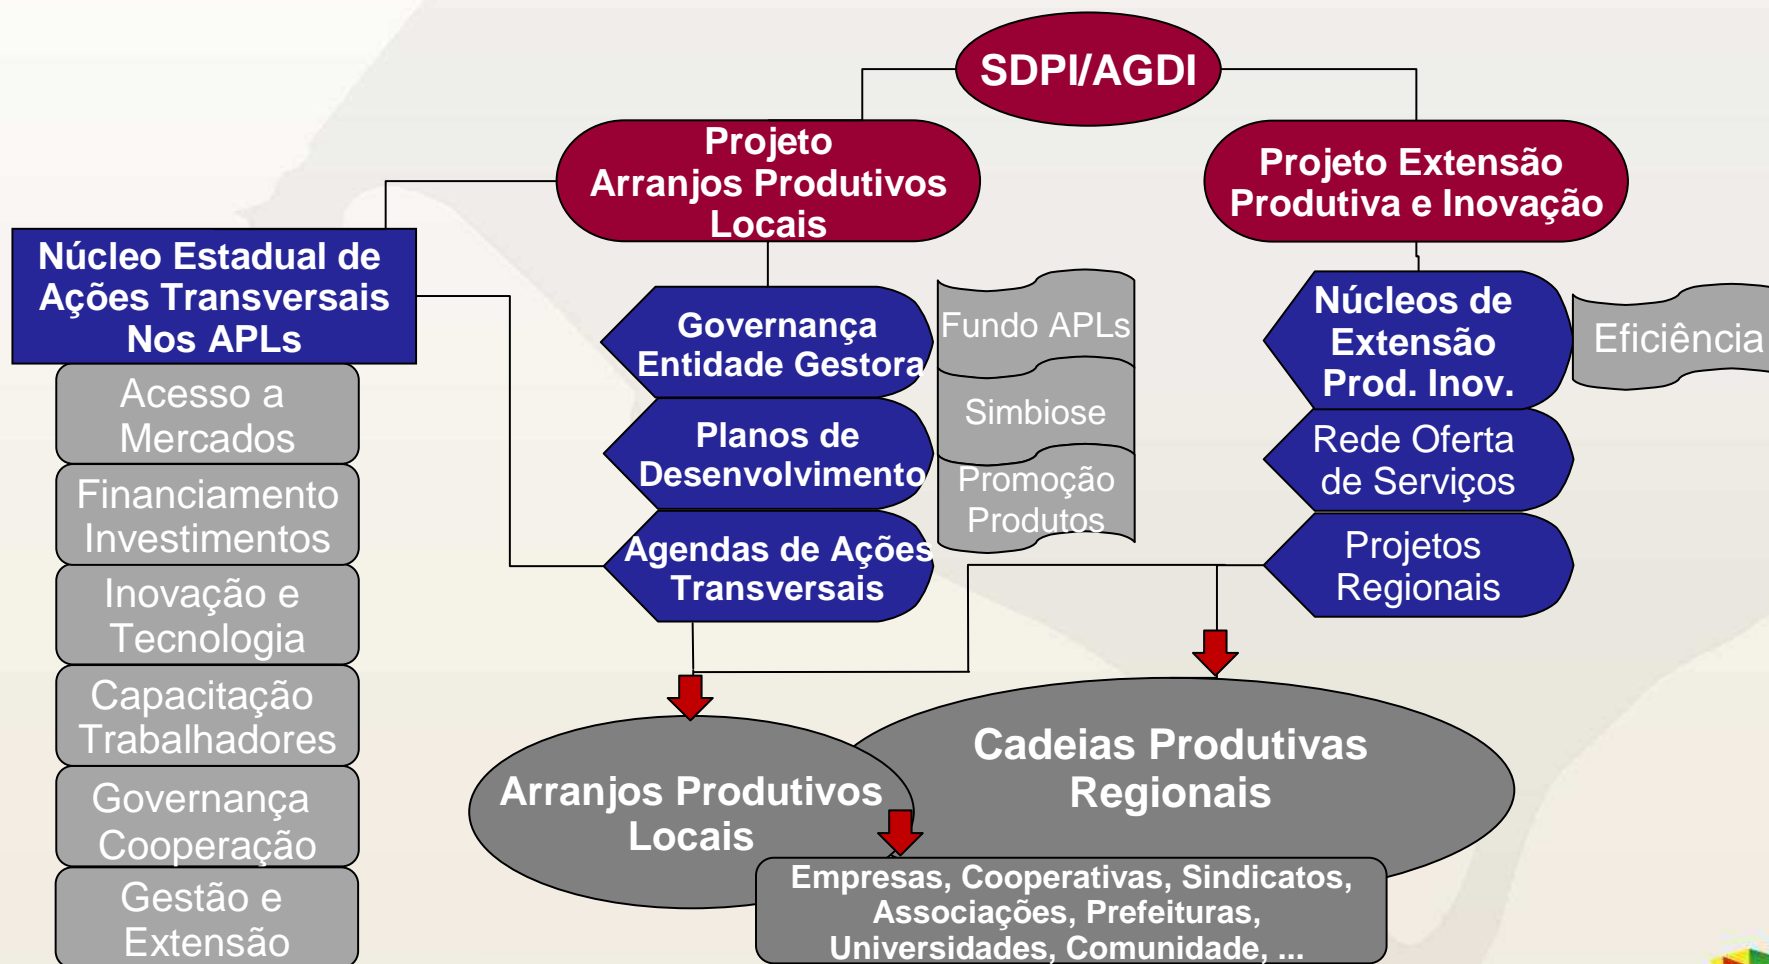 SDPI/AGDI
Projeto
Arranjos Produtivos
Locais
Projeto Extensão
Produtiva e Inovação
Núcleo Estadual de
Ações Transversais
Nos APLs
Acesso a
Mercados
Financiamento
Investimentos
Inovação e
Tecnologia
Capacitação
Trabalhadores
Governança
Cooperação
Gestão e
Extensão
Governança
Entidade Gestora
Planos de
Desenvolvimento
Agendas de Ações
Transversais
Fundo APLs
Simbiose
Promoção
Produtos
Núcleos de
Extensão
Prod. Inov.
Rede Oferta
de Serviços
Projetos
Regionais
Eficiência
Arranjos Produtivos
Locais
Cadeias Produtivas
Regionais
Empresas, Cooperativas, Sindicatos,
Associações, Prefeituras,
Universidades, Comunidade, ...